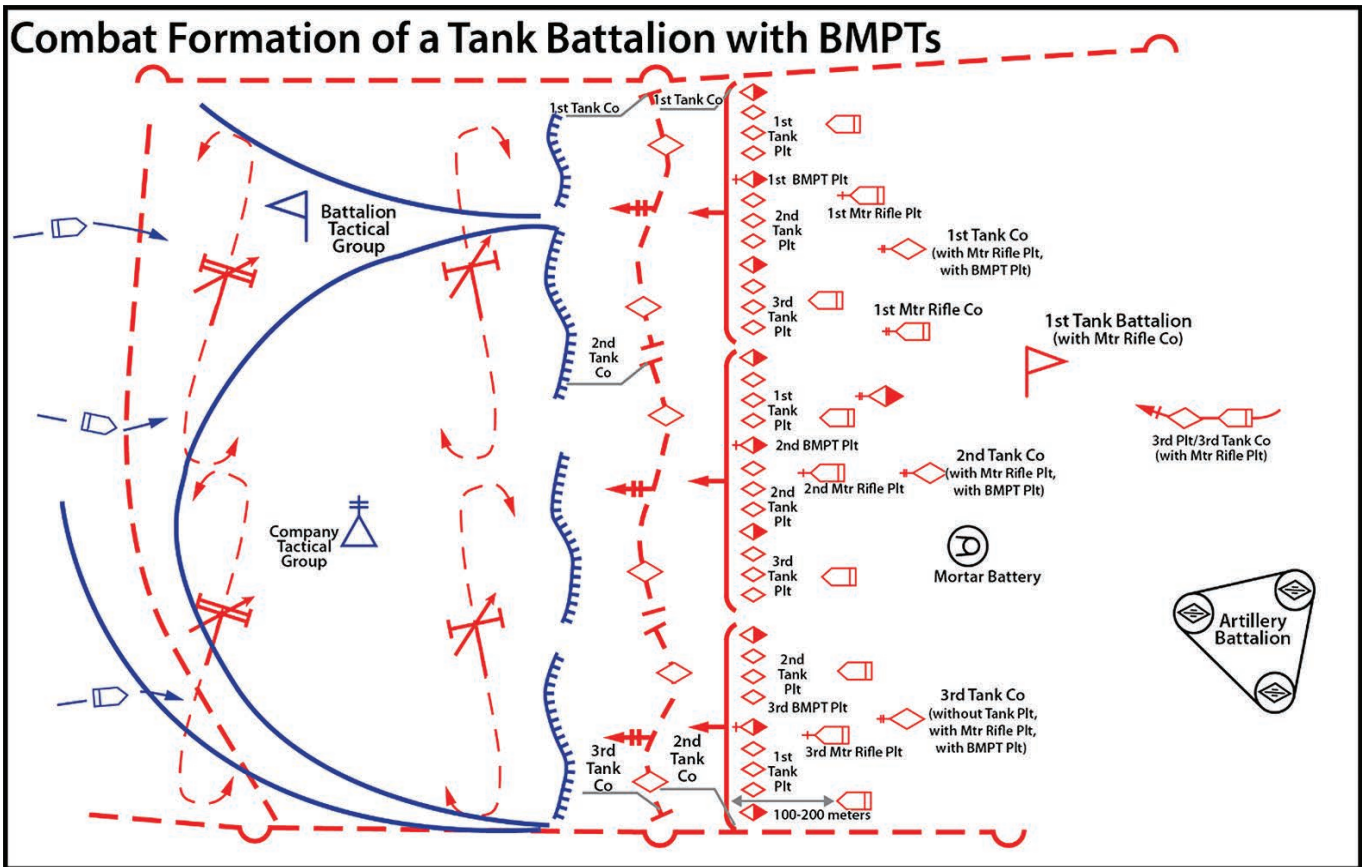 Combat Formation of a Tank Battalion with BMPTs
1st Tank Co
1st Tank Co
1st
Tank
Plt
1st BMPT Plt
1st Mtr Rifle Plt
2nd
Tank
Plt
1st Tank Co
(with Mtr Rifle Plt,
with BMPT Plt)
Battalion
Tactical
Group
3rd
Tank
Plt
1st Mtr Rifle Co
1st Tank Battalion
(with Mtr Rifle Co)
2nd
Tank
Co
1st
Tank
Plt
2nd BMPT Plt
3rd Plt/3rd Tank Co
(with Mtr Rifle Plt)
2nd Tank Co
(with Mtr Rifle Plt,
with BMPT Plt)
2nd Mtr Rifle Plt
2nd
Tank
Plt
Company
Tactical
Group
3rd
Tank
Plt
Mortar Battery
Artillery
Battalion
2nd
Tank
Plt
3rd BMPT Plt
3rd Tank Co
(without Tank Plt,
with Mtr Rifle Plt,
with BMPT Plt)
3rd Mtr Rifle Plt
3rd
Tank
Co
2nd
Tank
Co
1st
Tank
Plt
100-200 meters